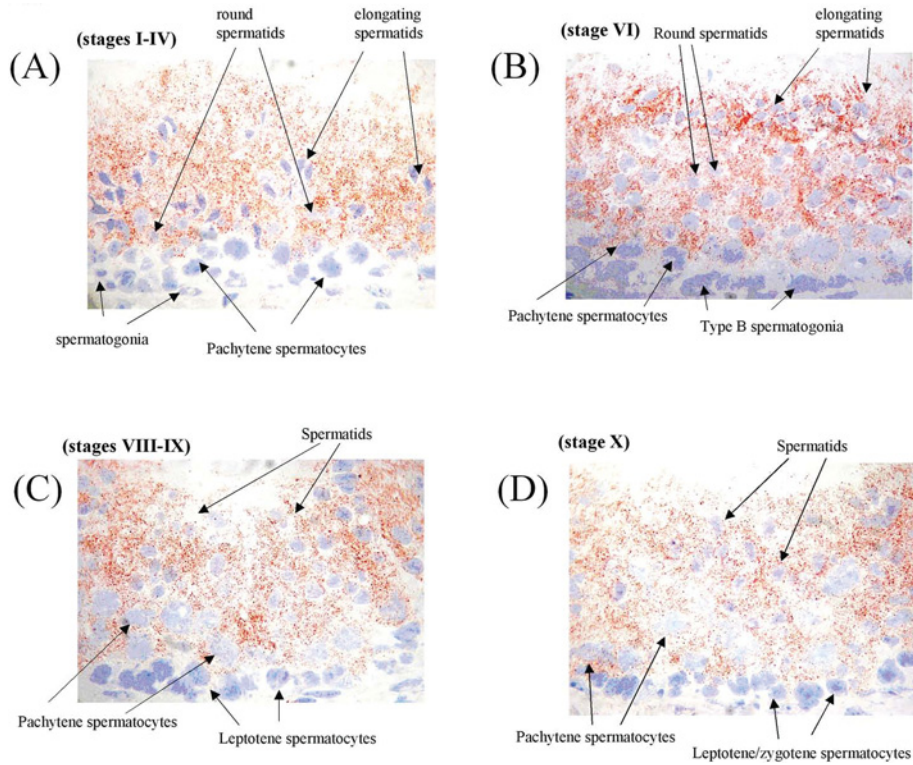 (A)
(stages I-IV)
round
spermatids
elongating
spermatids
spermatogonia
Pachytene spermatocytes
(B)
(stage VI)
Round spermatids
elongating
spermatids
Pachytene spermatocytes
Type B spermatogonia
(C)
(stages VIII-IX)
Spermatids
Pachytene spermatocytes
Leptotene spermatocytes
(D)
(stage X)
Spermatids
Pachytene spermatocytes
Leptotene/zygotene spermatocytes